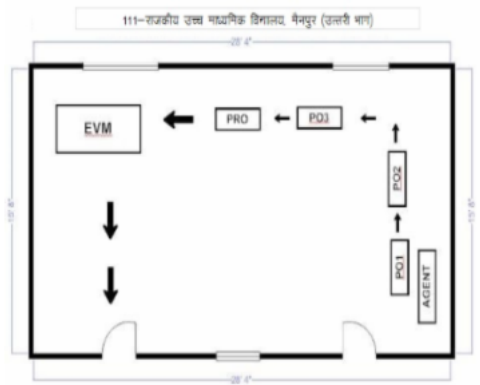 111-राजकीय उच्च माध्यमिक विद्यालय, मैनपुर (उत्तरी भाग)
EVM
PRO
PO3
PO2
PO1
AGENT